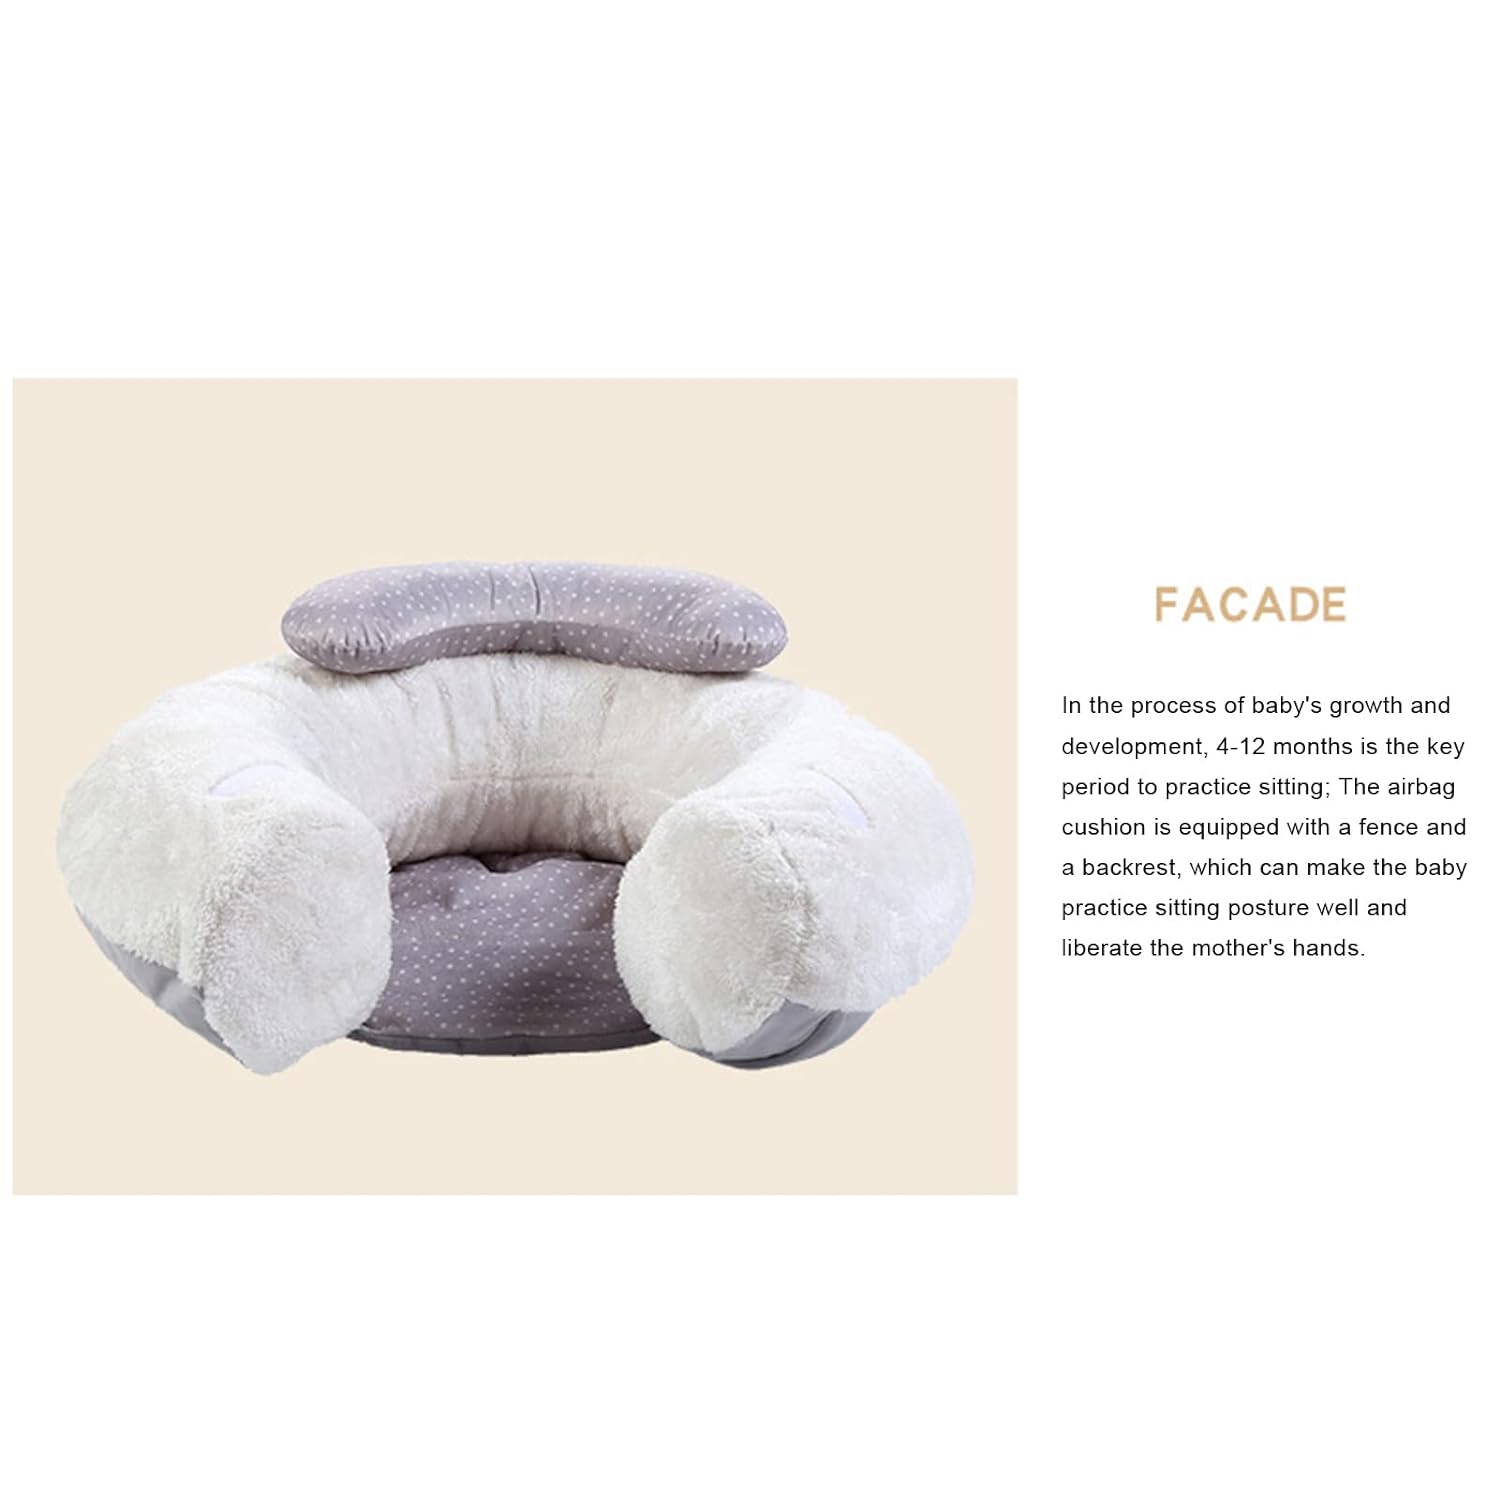 FACADE
In the process of baby's growth and
development, 4-12 months is the key
period to practice sitting; The airbag
cushion is equipped with a fence and
a backrest, which can make the baby
practice sitting posture well and
liberate the mother's hands.